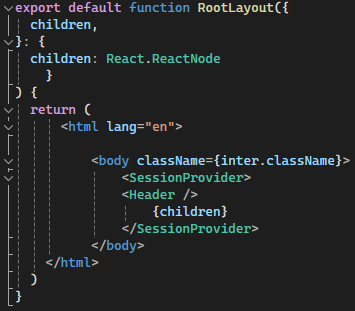 export default function RootLayout({
  children,
}: {
  children: React.ReactNode
    }
) {
  return (
      <html lang="en">

          <body className={inter.className}>
              <SessionProvider>
              <Header />
                  {children}
              </SessionProvider>
          </body>
    </html>
  )
}